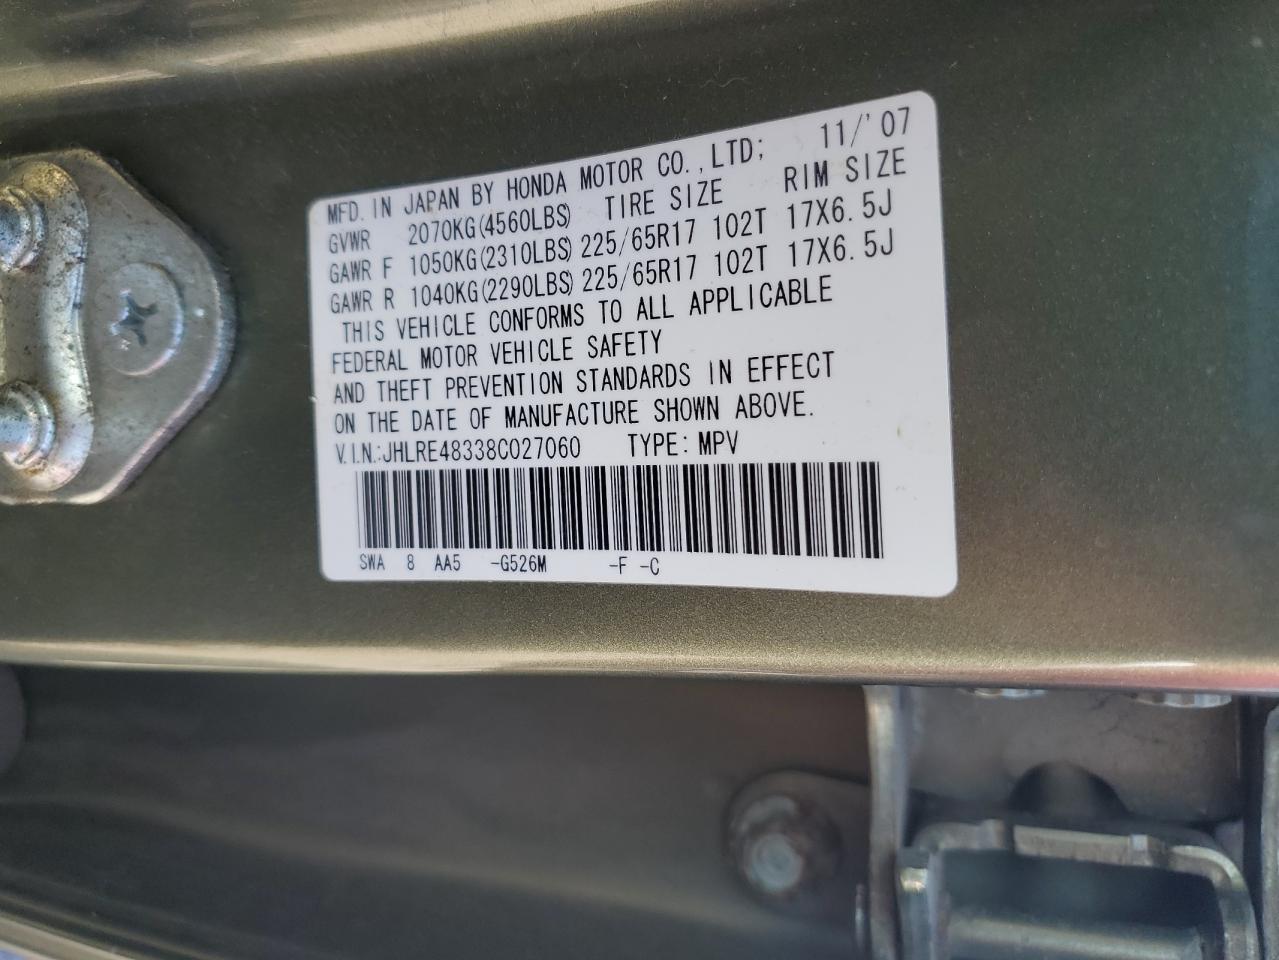 MFD. IN JAPAN BY HONDA MOTOR CO., LTD; 11/'07
GVWR 2070KG(4560LBS) TIRE SIZE RIM SIZE
GAWR F 1050KG(2310LBS) 225/65R17 102T 17X6.5J
GAWR R 1040KG(2290LBS) 225/65R17 102T 17X6.5J
THIS VEHICLE CONFORMS TO ALL APPLICABLE
FEDERAL MOTOR VEHICLE SAFETY
AND THEFT PREVENTION STANDARDS IN EFFECT
ON THE DATE OF MANUFACTURE SHOWN ABOVE.
V.I.N.:JHLRE48338C027060 TYPE: MPV
SWA 8 AA5 -G526M -F -C